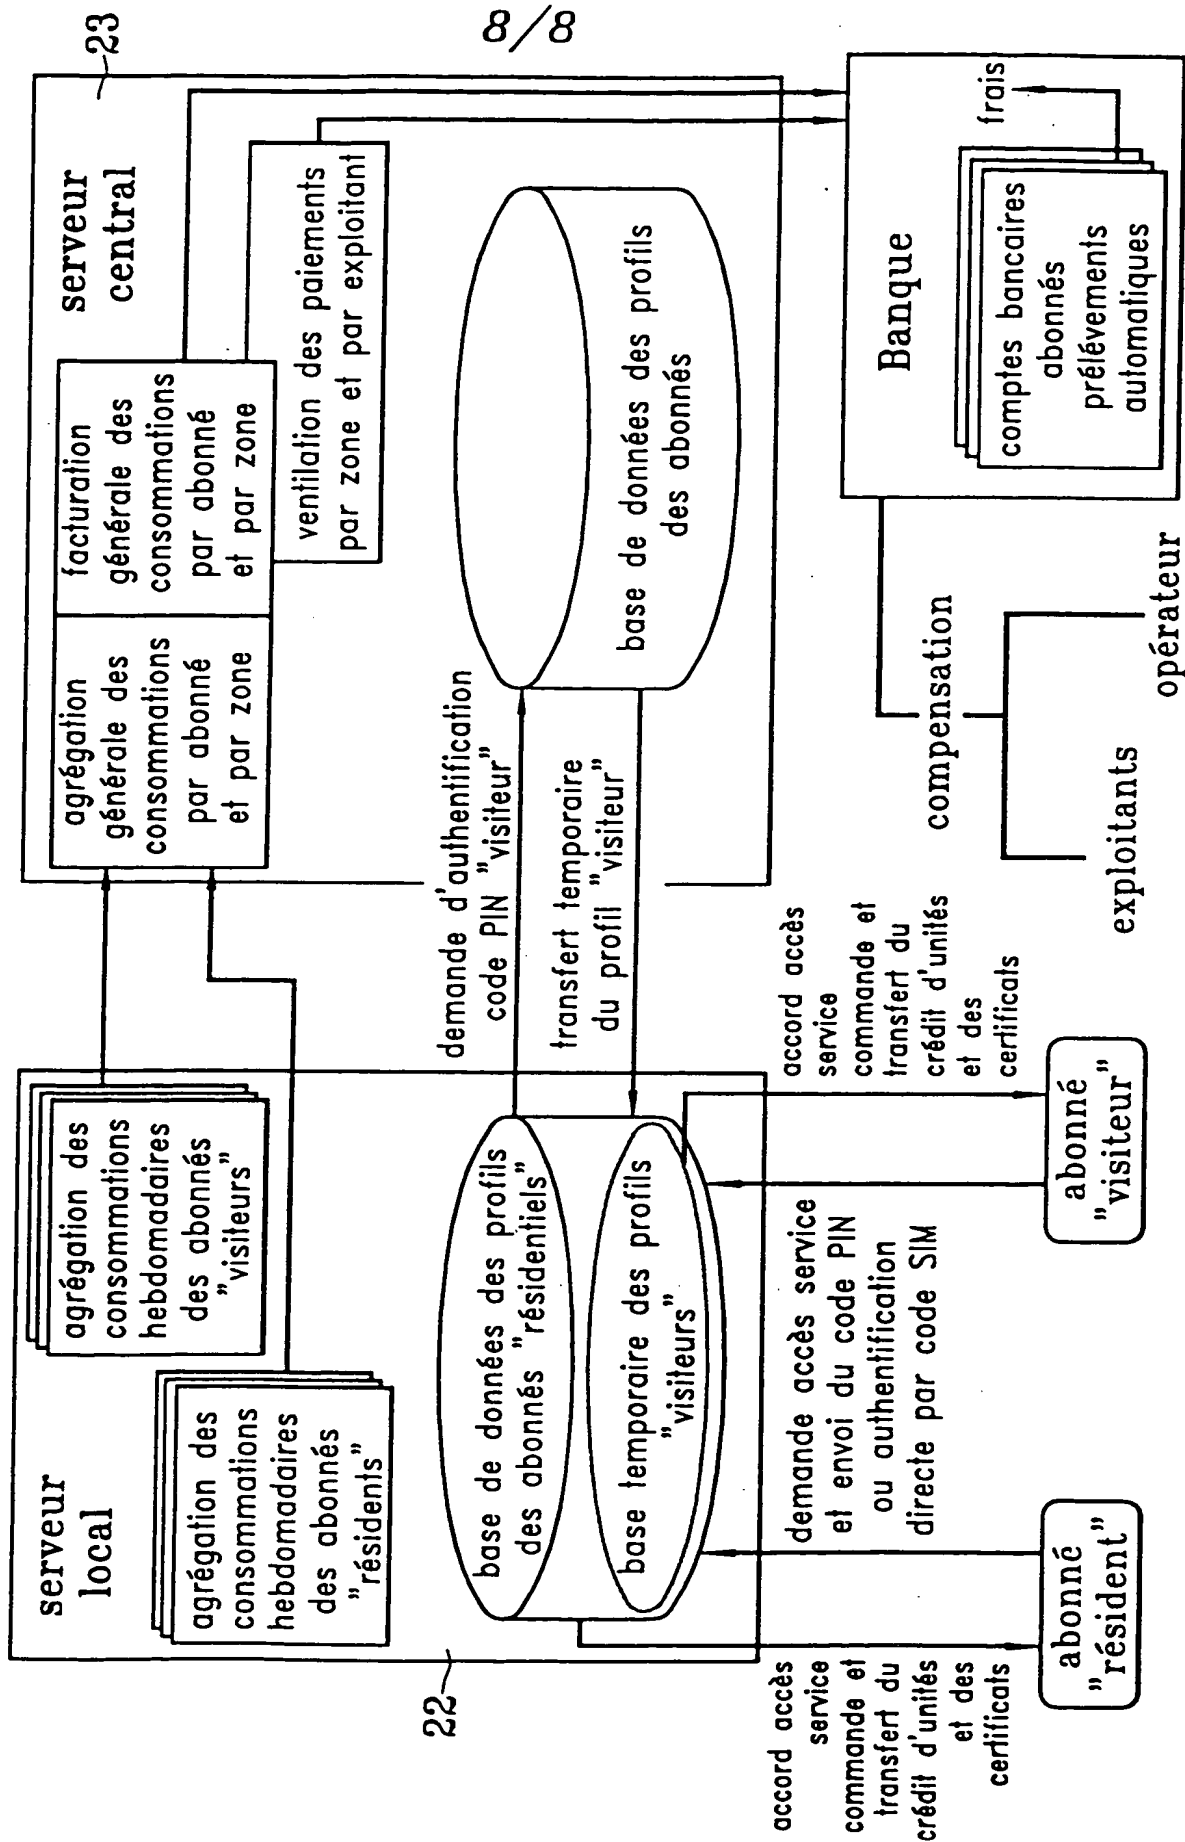 8/8
serveur
local
22
agrégation des
consommations
hebdomadaires
des abonnés
"résidents"
agrégation des
consommations
hebdomadaires
des abonnés
"visiteurs"
base de données des profils
des abonnés "résidentiels"
base temporaire des profils
"visiteurs"
demande d'authentification
code PIN "visiteur"
transfert temporaire
du profil "visiteur"
serveur
central
23
agrégation
générale des
consommations
par abonné
et par zone
facturation
générale des
consommations
par abonné
et par zone
ventilation des paiements
par zone et par exploitant
base de données des profils
des abonnés
accord accès
service
commande et
transfert du
crédit d'unités
et des
certificats
demande accès service
et envoi du code PIN
ou authentification
directe par code SIM
accord accès
service
commande et
transfert du
crédit d'unités
et des
certificats
abonné
"résident"
abonné
"visiteur"
Banque
comptes bancaires
abonnés
prélévements
automatiques
frais
compensation
exploitants
opérateur